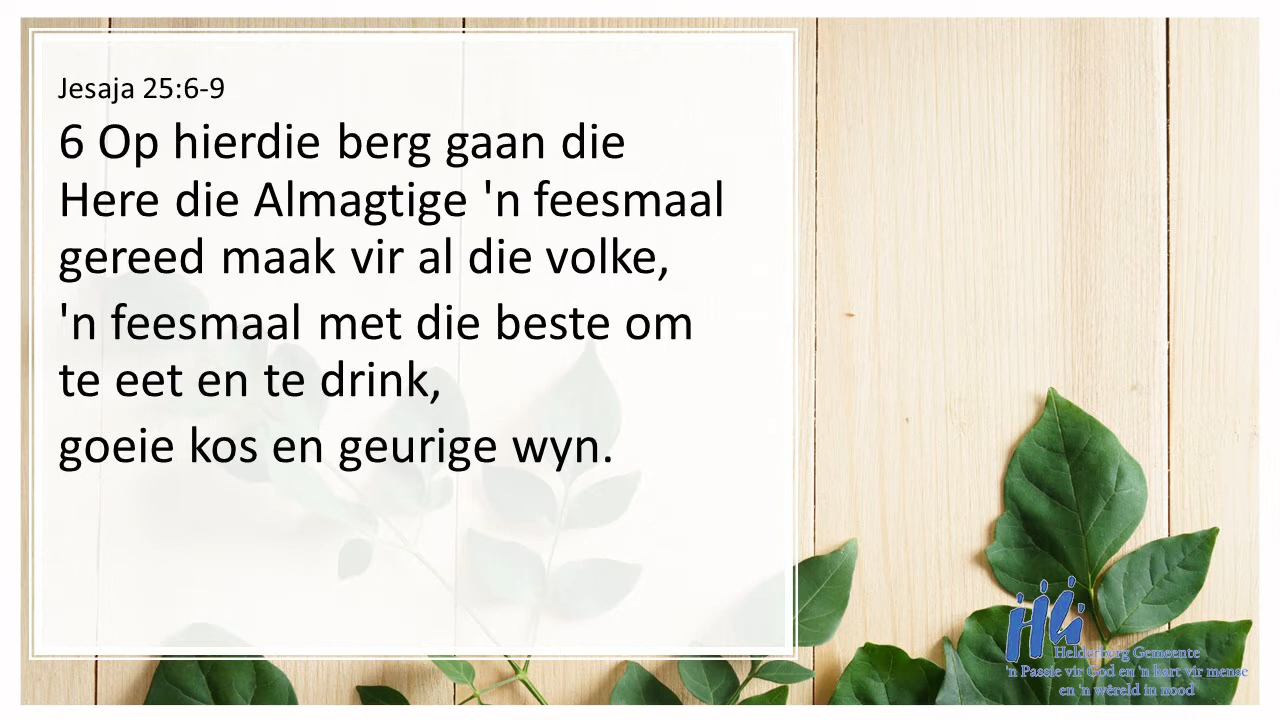 Jesaja 25:6-9
6 Op hierdie berg gaan die
Here die Almagtige 'n feesmaal
gereed maak vir al die volke,
'n feesmaal met die beste om
te eet en te drink,
goeie kos en geurige wyn.
HG
Helderberg Gemeente
'n Passie vir God en 'n hart vir mense
en 'n wêreld in nood